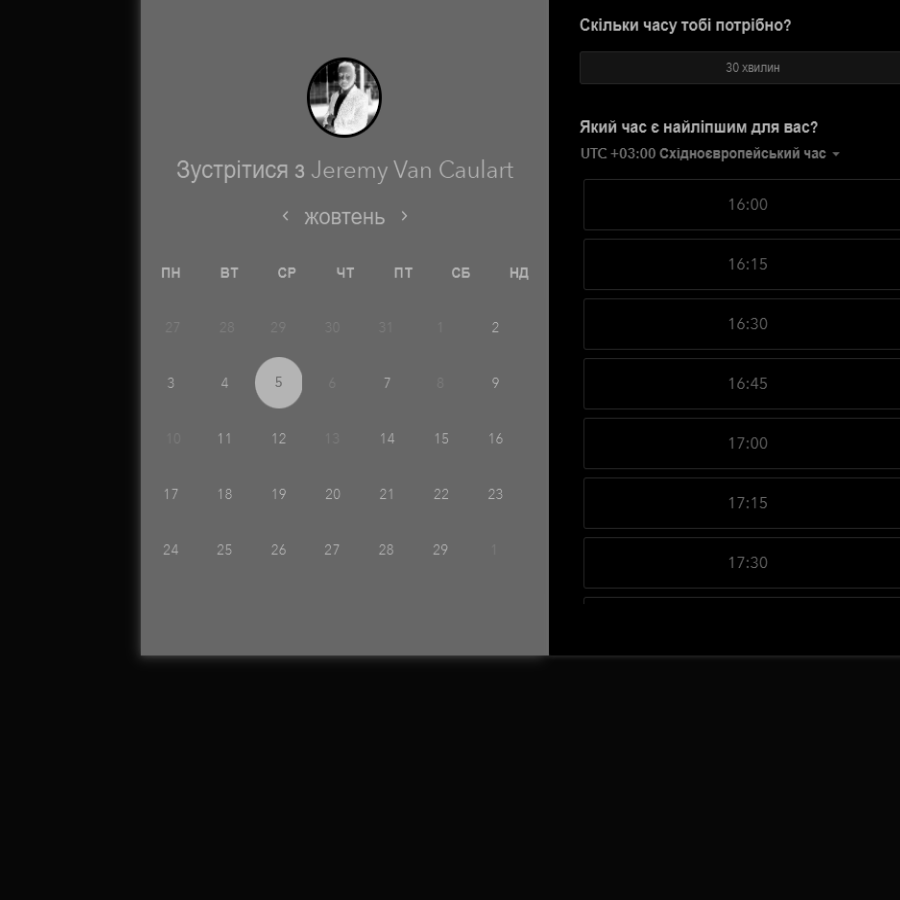 Зустрітися з Jeremy Van Caulart
жовтень
ПН ВТ СР ЧТ ПТ СБ НД
27 28 29 30 31 1 2
3 4 5 6 7 8 9
10 11 12 13 14 15 16
17 18 19 20 21 22 23
24 25 26 27 28 29 1
Скільки часу тобі потрібно?
30 хвилин
Який час є найліпшим для вас?
UTC +03:00 Східноєвропейський час
16:00
16:15
16:30
16:45
17:00
17:15
17:30